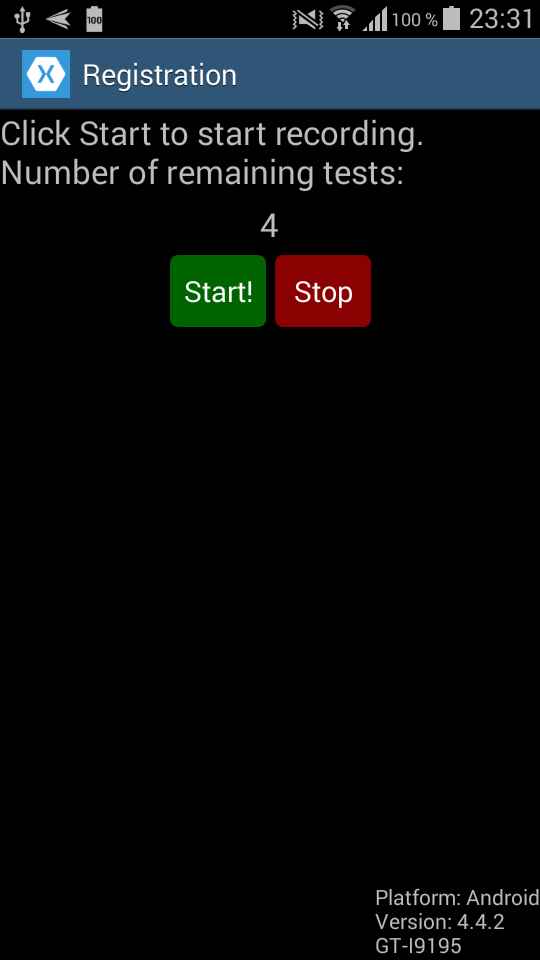 100 100 % 23:31
X Registration
Click Start to start recording.
Number of remaining tests:
4
Start! Stop
Platform: Android
Version: 4.4.2
GT-I9195